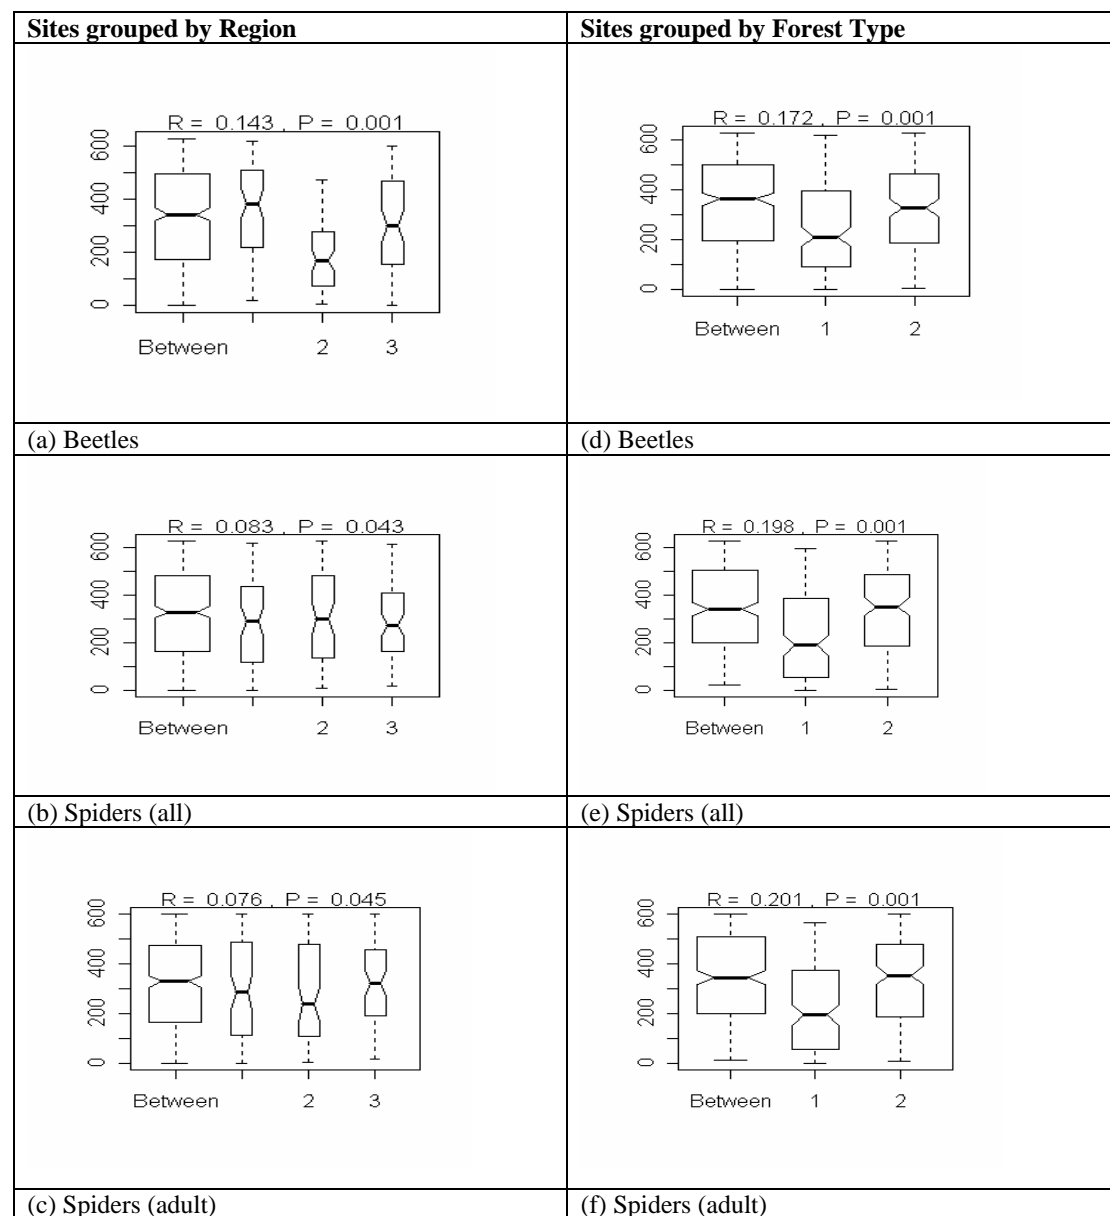 Sites grouped by Region
Sites grouped by Forest Type
R = 0.143 , P = 0.001
600
400
200
0
Between 2 3
R = 0.172 , P = 0.001
600
400
200
0
Between 1 2
(a) Beetles
(d) Beetles
R = 0.083 , P = 0.043
600
400
200
0
Between 2 3
R = 0.198 , P = 0.001
600
400
200
0
Between 1 2
(b) Spiders (all)
(e) Spiders (all)
R = 0.076 , P = 0.045
600
400
200
0
Between 2 3
R = 0.201 , P = 0.001
600
400
200
0
Between 1 2
(c) Spiders (adult)
(f) Spiders (adult)